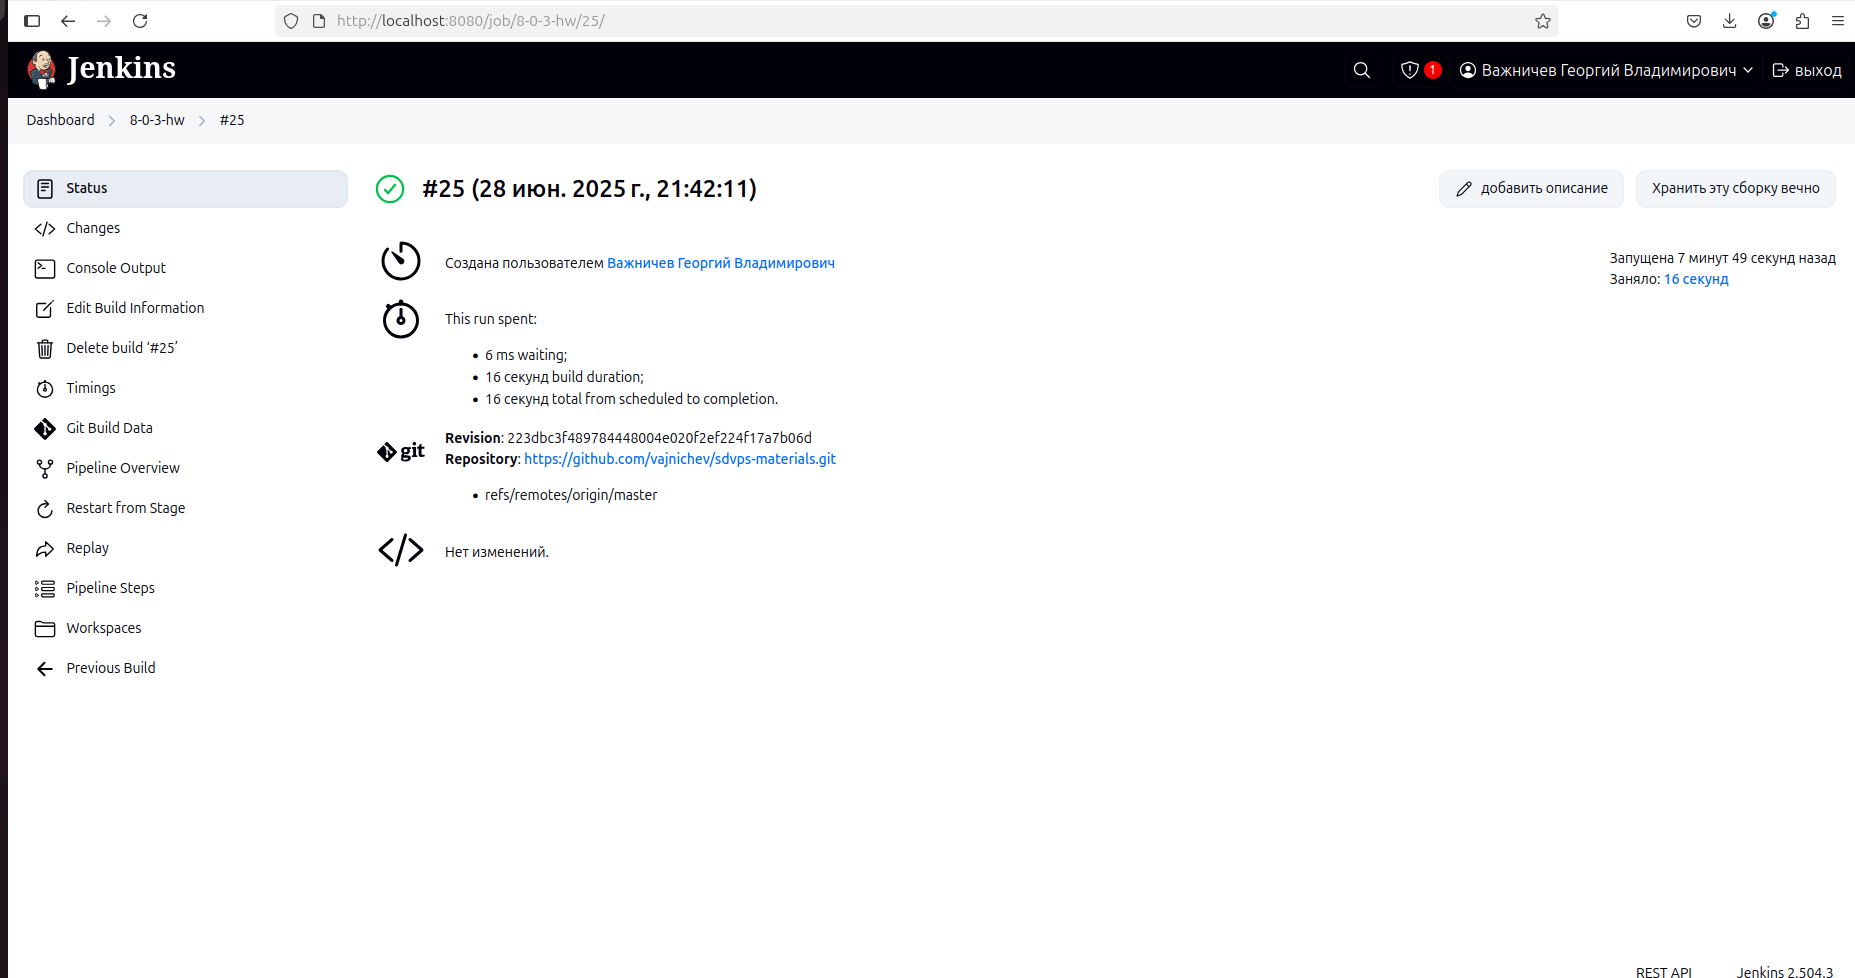 http://localhost:8080/job/8-0-3-hw/25/
Jenkins
1
Важничев Георгий Владимирович
выход
Dashboard
8-0-3-hw
#25
Status
Changes
Console Output
Edit Build Information
Delete build ‘#25’
Timings
Git Build Data
Pipeline Overview
Restart from Stage
Replay
Pipeline Steps
Workspaces
Previous Build
#25 (28 июн. 2025 г., 21:42:11)
добавить описание
Хранить эту сборку вечно
Создана пользователем Важничев Георгий Владимирович
Запущена 7 минут 49 секунд назад
Заняло: 16 секунд
This run spent:
6 ms waiting;
16 секунд build duration;
16 секунд total from scheduled to completion.
git
Revision: 223dbc3f489784448004e020f2ef224f17a7b06d
Repository: https://github.com/vajnichev/sdvps-materials.git
refs/remotes/origin/master
Нет изменений.
REST API
Jenkins 2.504.3